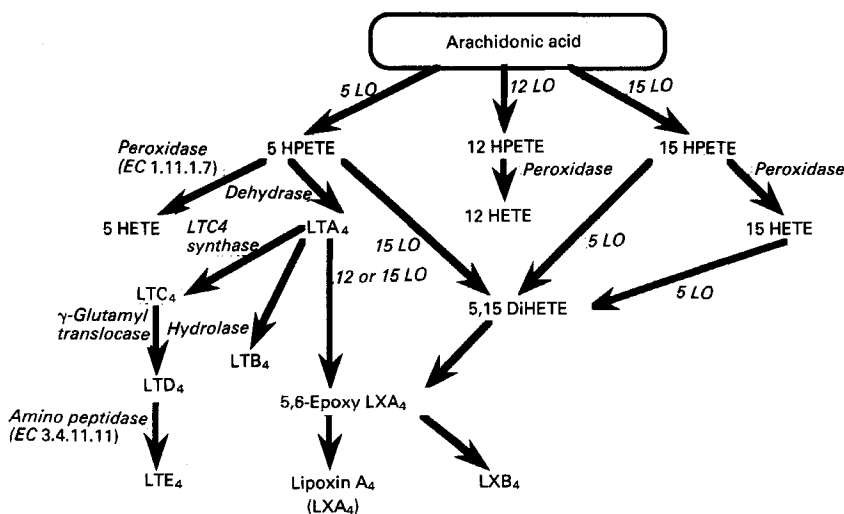 Arachidonic acid
5 LO
12 LO
15 LO
Peroxidase
(EC 1.11.1.7)
5 HPETE
12 HPETE
15 HPETE
Dehydrase
Peroxidase
Peroxidase
5 HETE
LTC4
synthase
LTA₄
12 HETE
15 HETE
15 LO
5 LO
12 or 15 LO
5 LO
LTC₄
5,15 DiHETE
γ-Glutamyl
translocase
Hydrolase
LTB₄
LTD₄
5,6-Epoxy LXA₄
Amino peptidase
(EC 3.4.11.11)
LTE₄
Lipoxin A₄
(LXA₄)
LXB₄